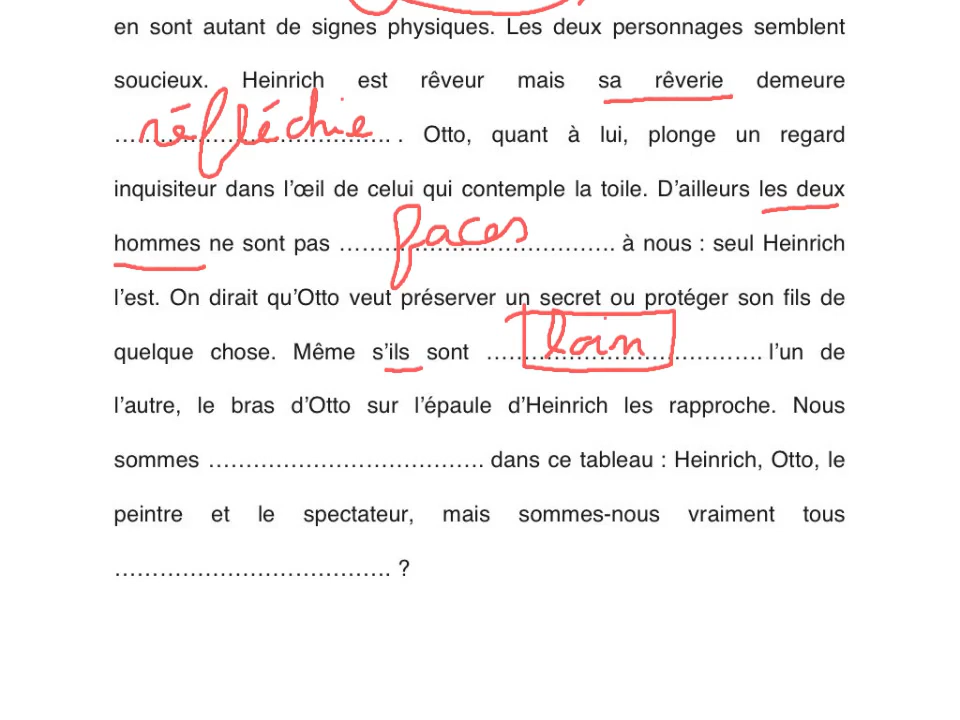 en sont autant de signes physiques. Les deux personnages semblent
soucieux. Heinrich est rêveur mais sa rêverie demeure
réfléchie
……………………………….. . Otto, quant à lui, plonge un regard
inquisiteur dans l'œil de celui qui contemple la toile. D'ailleurs les deux
faces
hommes ne sont pas ………………………………. à nous : seul Heinrich
l'est. On dirait qu'Otto veut préserver un secret ou protéger son fils de
loin
quelque chose. Même s'ils sont ………………………………. l'un de
l'autre, le bras d'Otto sur l'épaule d'Heinrich les rapproche. Nous
sommes ………………………………. dans ce tableau : Heinrich, Otto, le
peintre et le spectateur, mais sommes-nous vraiment tous
………………………………. ?